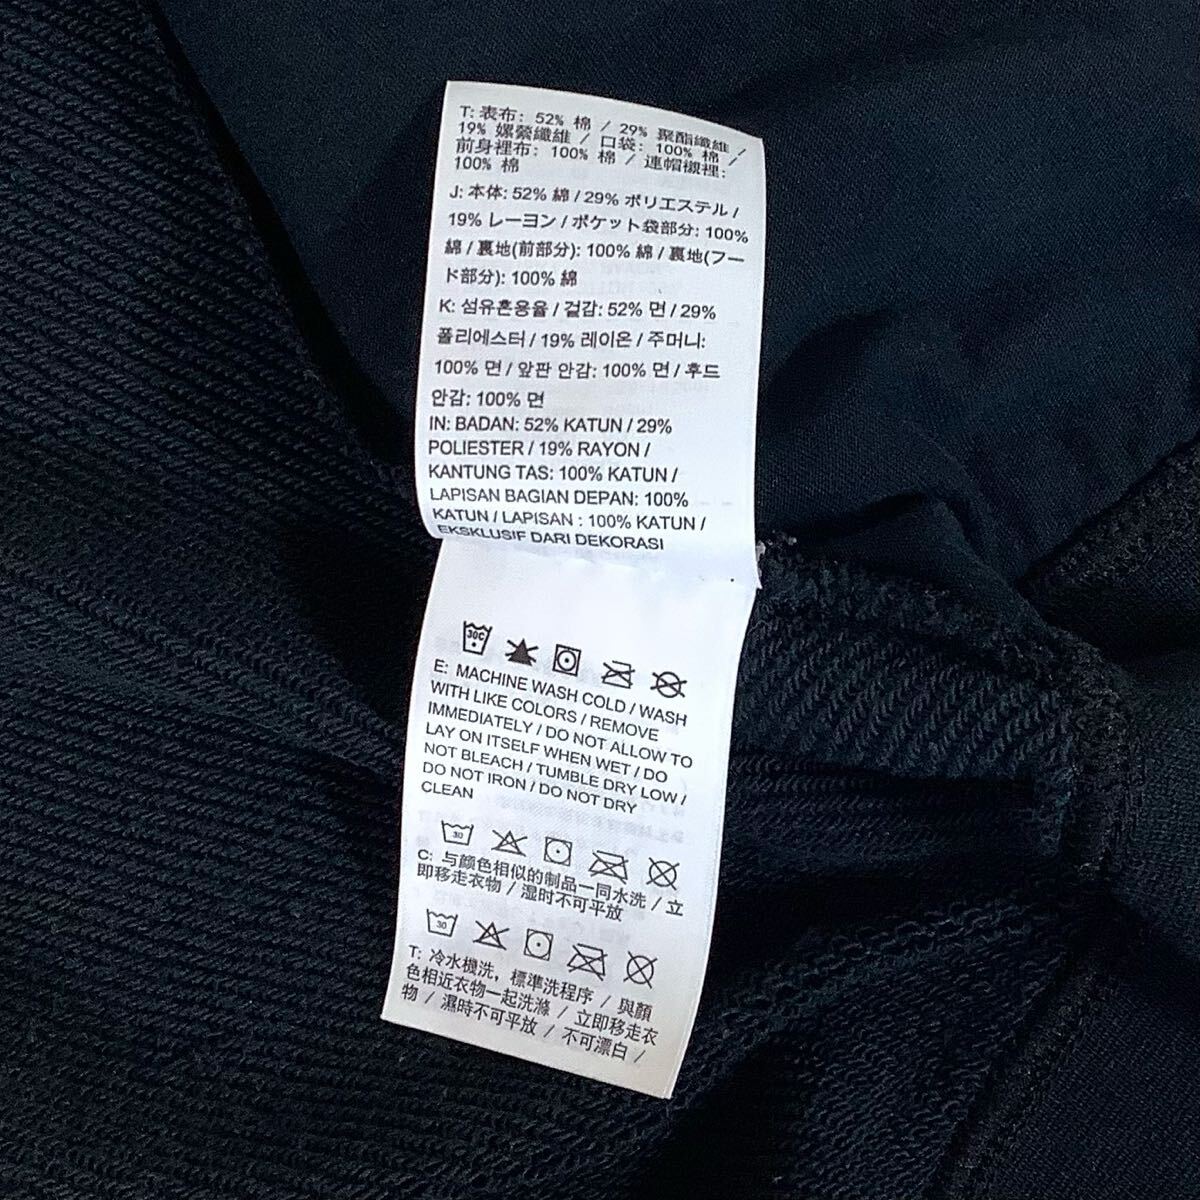 T: 表布: 52% 棉 / 29% 聚酯纖維 /
19% 嫘縈纖維 / 口袋: 100% 棉 /
前身裡布: 100% 棉 / 連帽襯裡:
100% 棉
J: 本体: 52% 綿 / 29% ポリエステル /
19% レーヨン / ポケット袋部分: 100%
綿 / 裏地(前部分): 100% 綿 / 裏地(フー
ド部分): 100% 綿
K: 섬유혼용율 / 겉감: 52% 면 / 29%
폴리에스터 / 19% 레이온 / 주머니:
100% 면 / 앞판 안감: 100% 면 / 후드
안감: 100% 면
IN: BADAN: 52% KATUN / 29%
POLIESTER / 19% RAYON /
KANTUNG TAS: 100% KATUN /
LAPISAN BAGIAN DEPAN: 100%
KATUN / LAPISAN : 100% KATUN /
EKSKLUSIF DARI DEKORASI
30C
E: MACHINE WASH COLD / WASH
WITH LIKE COLORS / REMOVE
IMMEDIATELY / DO NOT ALLOW TO
LAY ON ITSELF WHEN WET / DO
NOT BLEACH / TUMBLE DRY LOW /
DO NOT IRON / DO NOT DRY
CLEAN
30
C: 与颜色相似的制品一同水洗 / 立
即移走衣物 / 湿时不可平放
30
T: 冷水機洗，標準洗程序 / 與顏
色相近衣物一起洗滌 / 立即移走衣
物 / 濕時不可平放 / 不可漂白 /